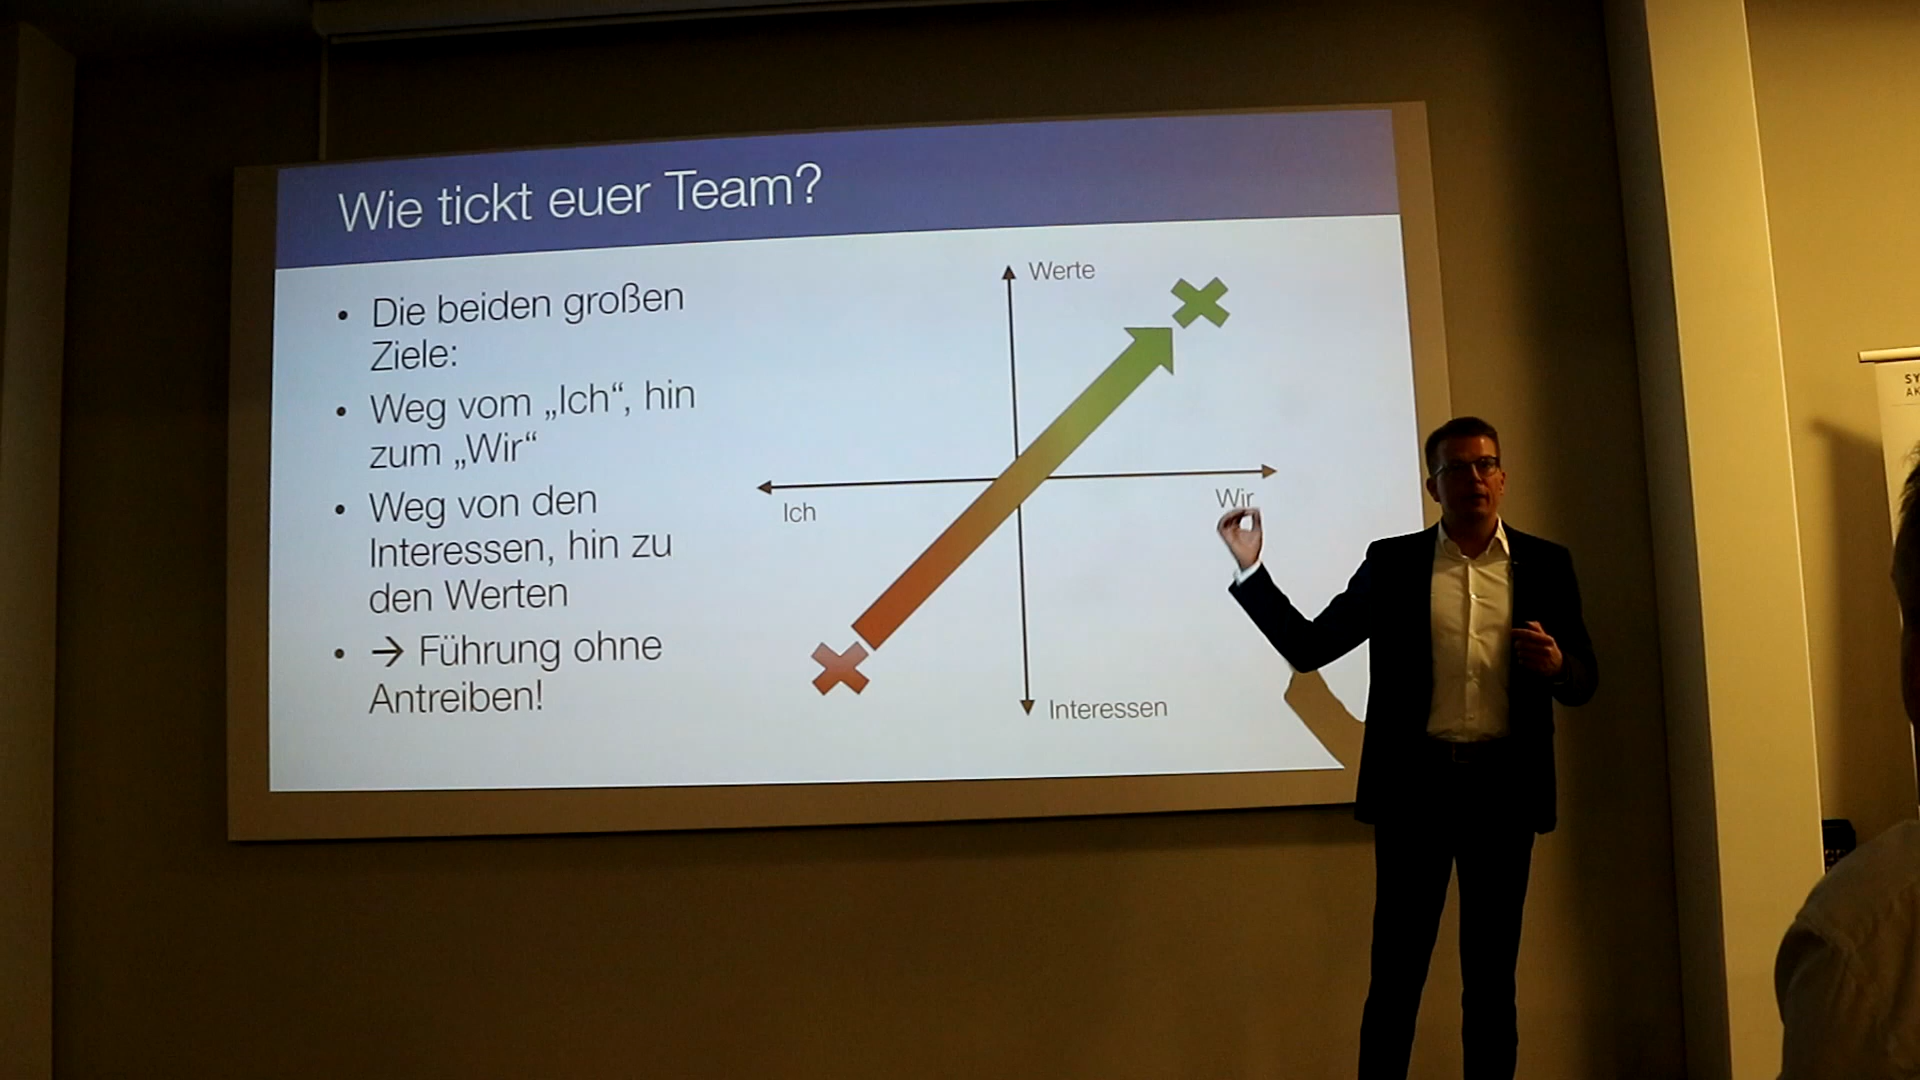 Wie tickt euer Team?
• Die beiden großen
Ziele:
• Weg vom „Ich“, hin
zum „Wir“
• Weg von den
Interessen, hin zu
den Werten
• → Führung ohne
Antreiben!
Werte
Ich
Wir
Interessen